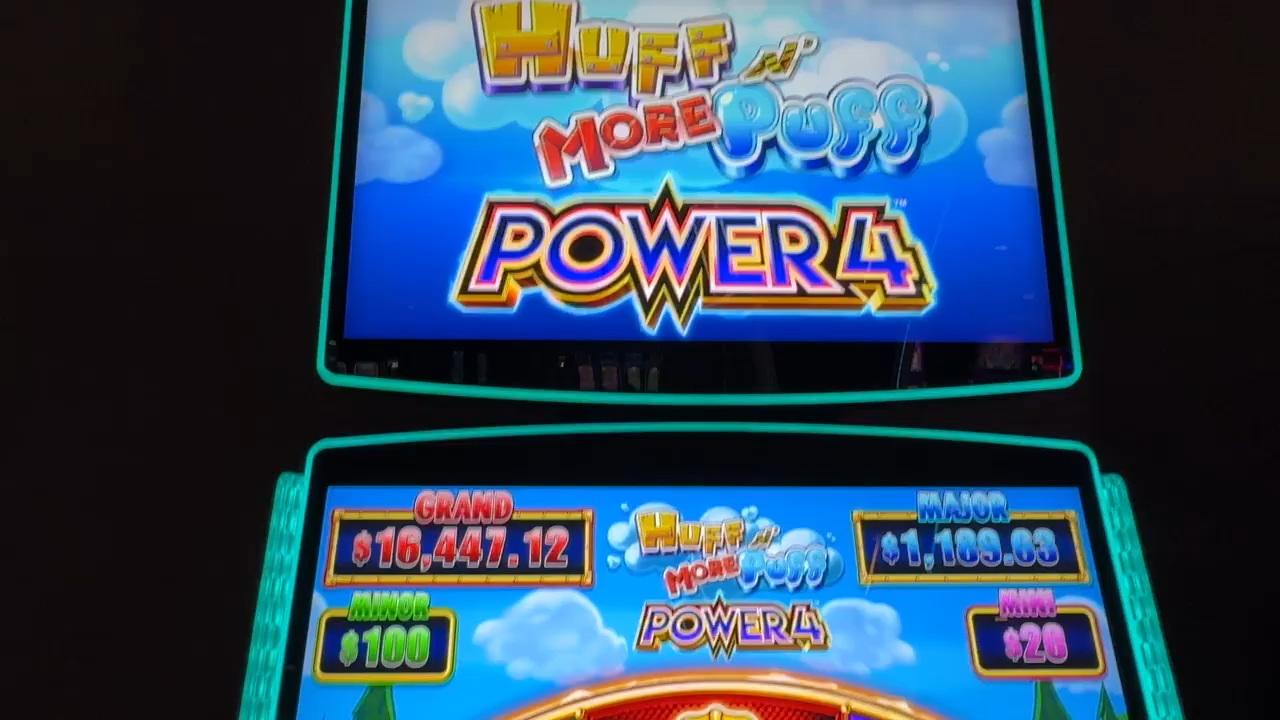 HUFF N'
MORE PUFF
POWER 4™
GRAND
$16,447.12
HUFF N'
MORE PUFF
POWER 4
MAJOR
$1,189.63
MINOR
$100
MINI
$20